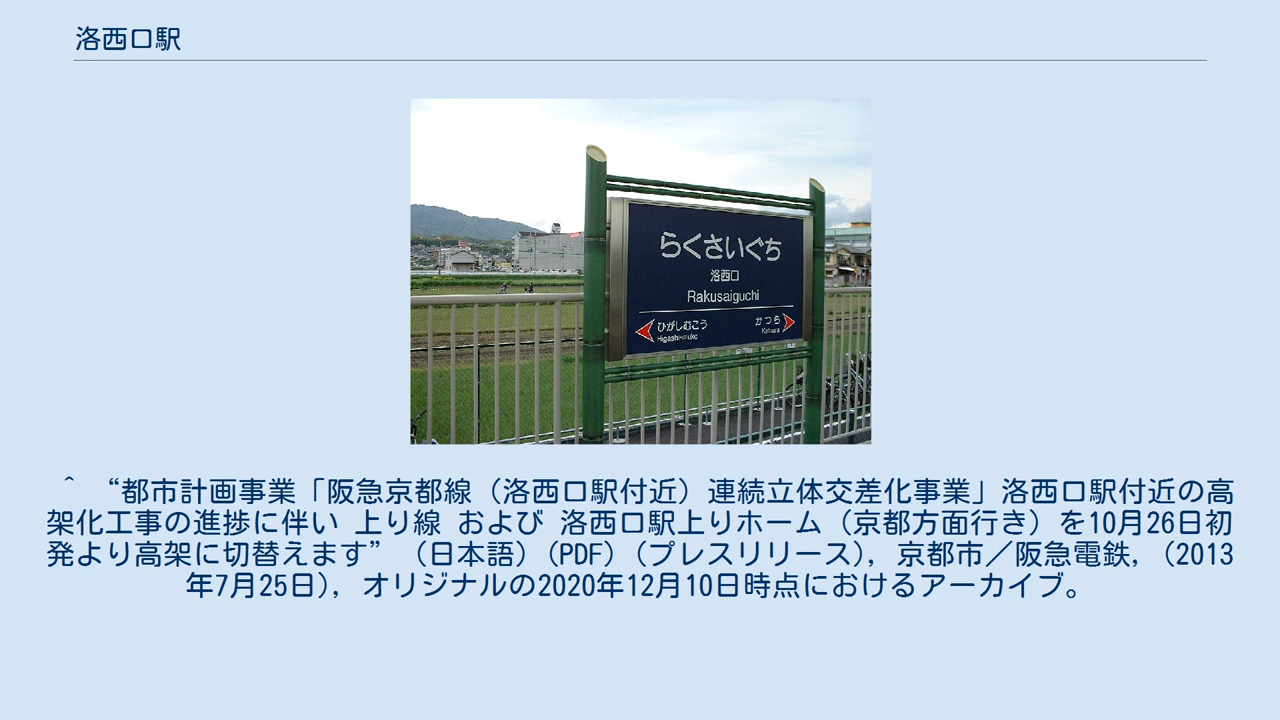 洛西口駅
らくさいぐち
洛西口
Rakusaiguchi
ひがしむこう かつら
Higashi-muko Katsura
^ “都市計画事業「阪急京都線（洛西口駅付近）連続立体交差化事業」洛西口駅付近の高
架化工事の進捗に伴い 上り線 および 洛西口駅上りホーム（京都方面行き）を10月26日初
発より高架に切替えます” （日本語）(PDF)（プレスリリース), 京都市／阪急電鉄, (2013
年7月25日), オリジナルの2020年12月10日時点におけるアーカイブ。